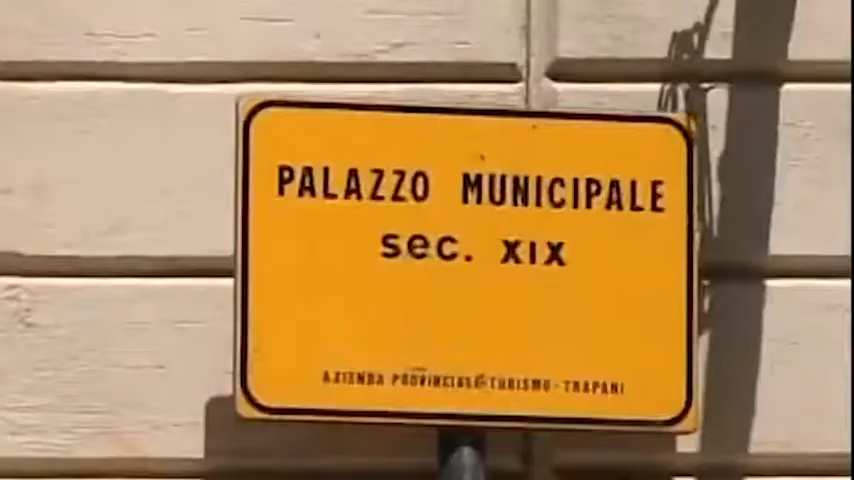 PALAZZO MUNICIPALE
sec. XIX
AZIENDA PROVINCIALE TURISMO - TRAPANI